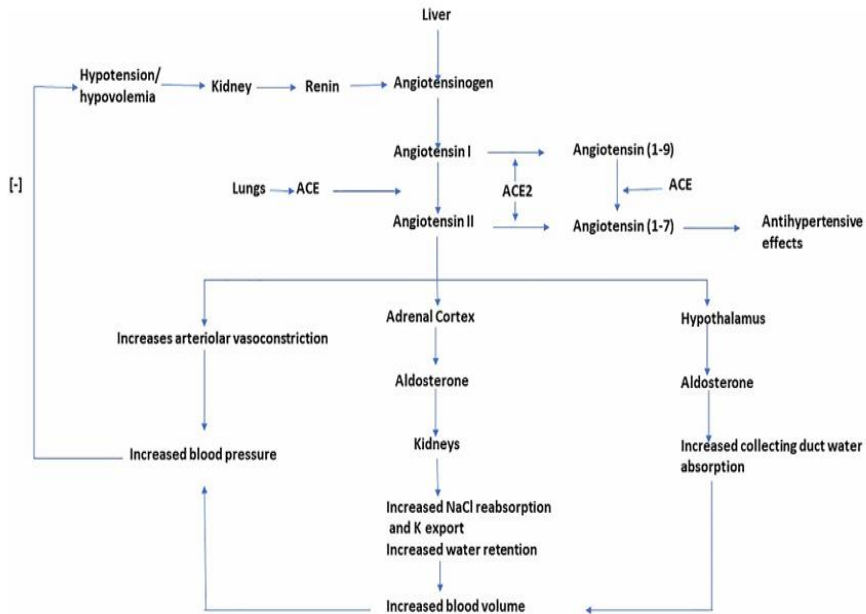 Liver
Hypotension/
hypovolemia
Kidney
Renin
Angiotensinogen
Angiotensin I
Angiotensin (1-9)
[-]
Lungs
ACE
ACE2
ACE
Angiotensin II
Angiotensin (1-7)
Antihypertensive
effects
Increases arteriolar vasoconstriction
Adrenal Cortex
Hypothalamus
Aldosterone
Aldosterone
Increased blood pressure
Kidneys
Increased collecting duct water
absorption
Increased NaCl reabsorption
and K export
Increased water retention
Increased blood volume